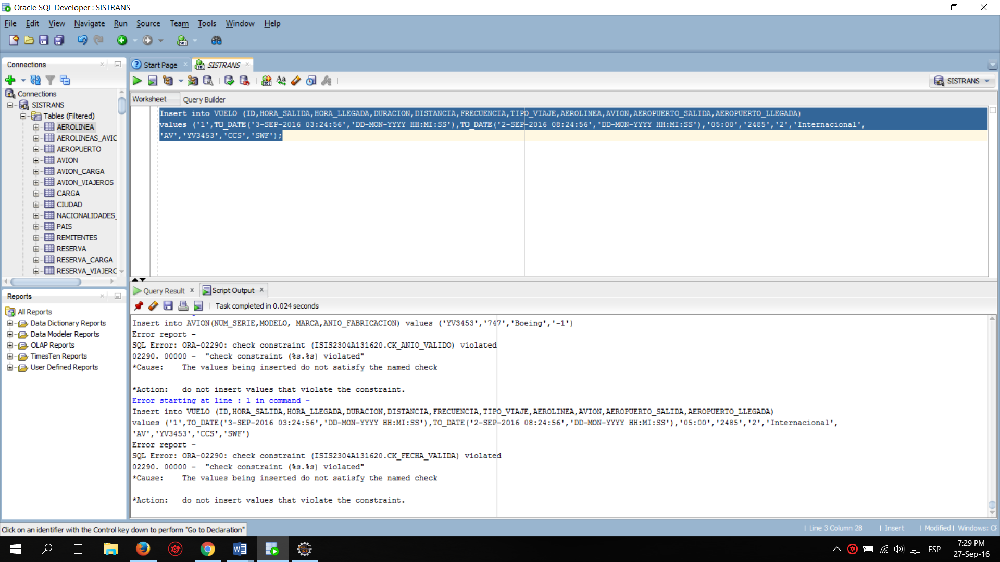 Oracle SQL Developer : SISTRANS
File Edit View Navigate Run Source Team Tools Window Help
Connections
Start Page
SISTRANS
SISTRANS
Worksheet
Query Builder
Connections
SISTRANS
Tables (Filtered)
AEROLINEA
AEROLINEAS_AVIC
AEROPUERTO
AVION
AVION_CARGA
AVION_VIAJEROS
CARGA
CIUDAD
NACIONALIDADES_
PAIS
REMITENTES
RESERVA
RESERVA_CARGA
RESERVA_VIAJERC
Insert into VUELO (ID,HORA_SALIDA,HORA_LLEGADA,DURACION,DISTANCIA,FRECUENCIA,TIPO_VIAJE,AEROLINEA,AVION,AEROPUERTO_SALIDA,AEROPUERTO_LLEGADA)
values ('1',TO_DATE('3-SEP-2016 03:24:56','DD-MON-YYYY HH:MI:SS'),TO_DATE('2-SEP-2016 08:24:56','DD-MON-YYYY HH:MI:SS'),'05:00','2485','2','Internacional',
'AV','YV3453','CCS','SWF');
Reports
All Reports
Data Dictionary Reports
Data Modeler Reports
OLAP Reports
TimesTen Reports
User Defined Reports
Query Result
Script Output
Task completed in 0.024 seconds
Insert into AVION(NUM_SERIE,MODELO, MARCA,ANIO_FABRICACION) values ('YV3453','747','Boeing','-1')
Error report -
SQL Error: ORA-02290: check constraint (ISIS2304A131620.CK_ANIO_VALIDO) violated
02290. 00000 - "check constraint (%s.%s) violated"
*Cause: The values being inserted do not satisfy the named check
*Action: do not insert values that violate the constraint.
Error starting at line : 1 in command -
Insert into VUELO (ID,HORA_SALIDA,HORA_LLEGADA,DURACION,DISTANCIA,FRECUENCIA,TIPO_VIAJE,AEROLINEA,AVION,AEROPUERTO_SALIDA,AEROPUERTO_LLEGADA)
values ('1',TO_DATE('3-SEP-2016 03:24:56','DD-MON-YYYY HH:MI:SS'),TO_DATE('2-SEP-2016 08:24:56','DD-MON-YYYY HH:MI:SS'),'05:00','2485','2','Internacional',
'AV','YV3453','CCS','SWF')
Error report -
SQL Error: ORA-02290: check constraint (ISIS2304A131620.CK_FECHA_VALIDA) violated
02290. 00000 - "check constraint (%s.%s) violated"
*Cause: The values being inserted do not satisfy the named check
*Action: do not insert values that violate the constraint.
Click on an identifier with the Control key down to perform "Go to Declaration"
Line 3 Column 28 | Insert | Modified | Windows: CF
ESP
7:29 PM
27-Sep-16